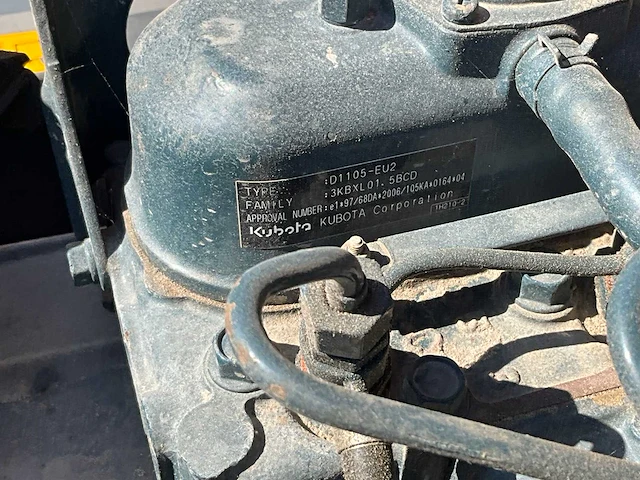 TYPE :D1105-EU2
FAMILY :3KBXL01.5BCD
APPROVAL NUMBER:e1*97/68DA*2006/105KA*0164*04
Kubota KUBOTA Corporation 1H210-2